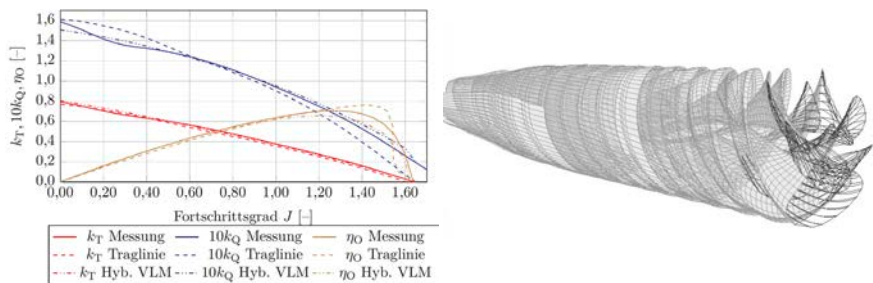 1,6
1,4
1,2
1,0
0,8
0,6
0,4
0,2
0,0
k_T, 10k_Q, η_O [–]
0,00 0,20 0,40 0,60 0,80 1,00 1,20 1,40 1,60
Fortschrittsgrad J [–]
k_T Messung 10k_Q Messung η_O Messung
k_T Traglinie 10k_Q Traglinie η_O Traglinie
k_T Hyb. VLM 10k_Q Hyb. VLM η_O Hyb. VLM